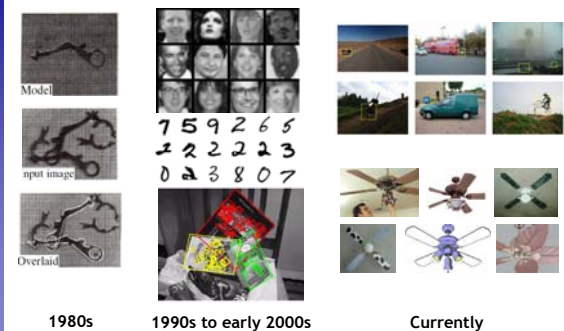 Model
nput image
Overlaid
7 5 9 2 6 5
2 2 2 2 2 3
0 2 3 8 0 7
1980s
1990s to early 2000s
Currently